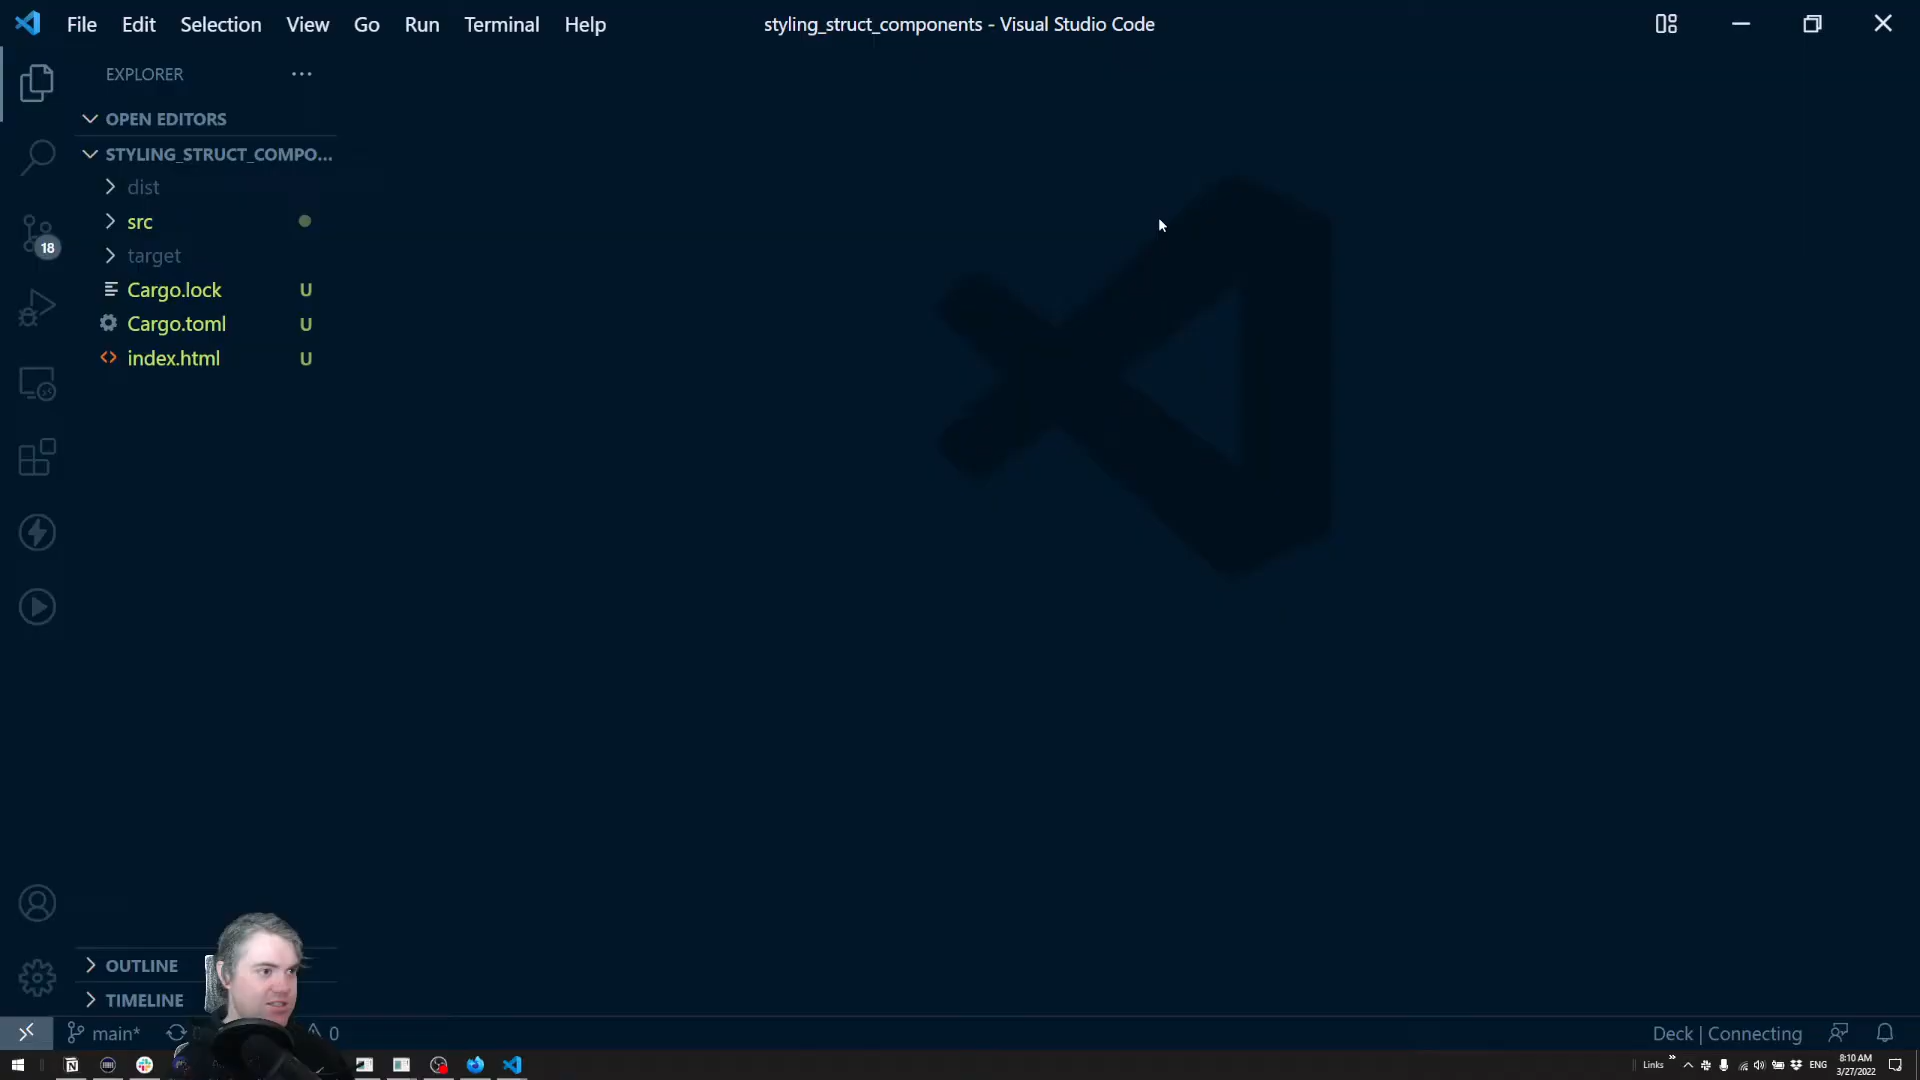 File Edit Selection View Go Run Terminal Help
styling_struct_components - Visual Studio Code
EXPLORER
OPEN EDITORS
STYLING_STRUCT_COMPO...
dist
src
18
target
Cargo.lock U
Cargo.toml U
index.html U
OUTLINE
TIMELINE
main* 0
Deck | Connecting
Links
ENG
8:10 AM
3/27/2022